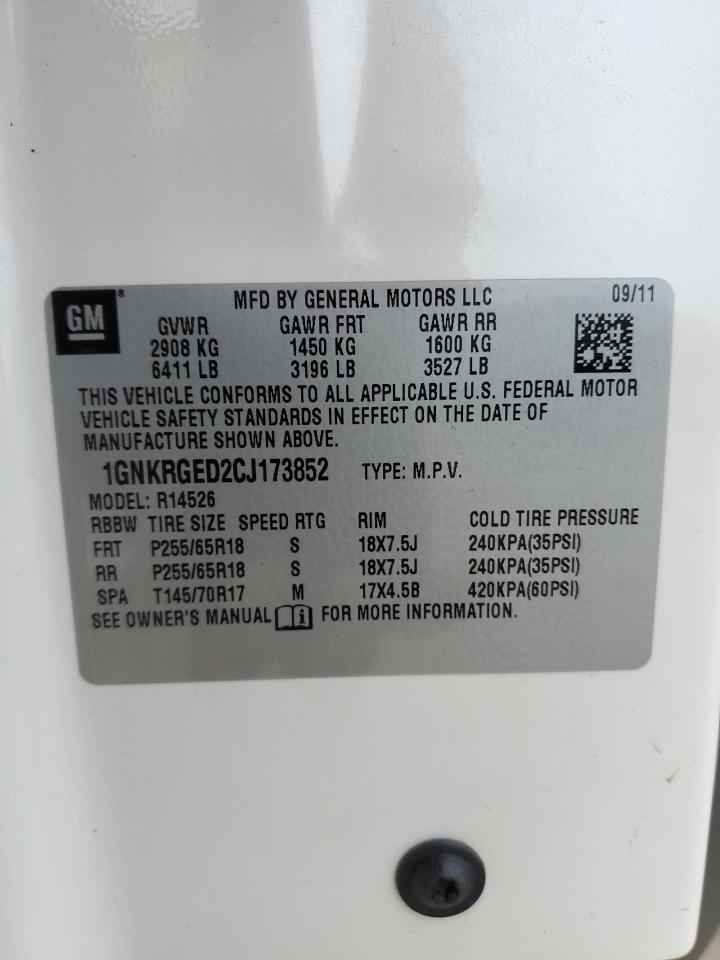 GM ®
MFD BY GENERAL MOTORS LLC 09/11
GVWR GAWR FRT GAWR RR
2908 KG 1450 KG 1600 KG
6411 LB 3196 LB 3527 LB
THIS VEHICLE CONFORMS TO ALL APPLICABLE U.S. FEDERAL MOTOR
VEHICLE SAFETY STANDARDS IN EFFECT ON THE DATE OF
MANUFACTURE SHOWN ABOVE.
1GNKRGED2CJ173852 TYPE: M.P.V.
MODEL: R14526
RBBW TIRE SIZE SPEED RTG RIM COLD TIRE PRESSURE
FRT P255/65R18 S 18X7.5J 240KPA(35PSI)
RR P255/65R18 S 18X7.5J 240KPA(35PSI)
SPA T145/70R17 M 17X4.5B 420KPA(60PSI)
SEE OWNER'S MANUAL i FOR MORE INFORMATION.